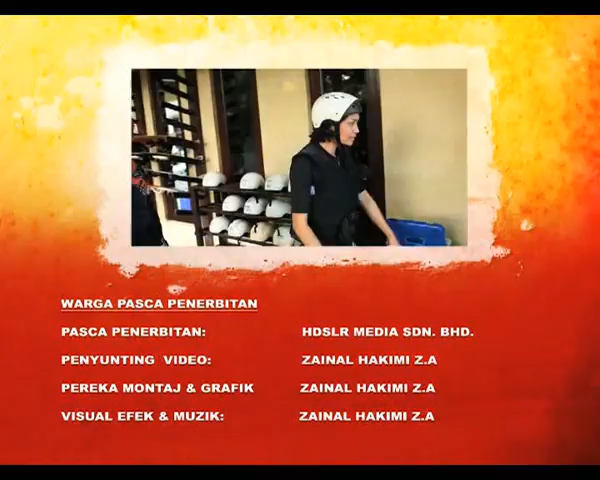 WARGA PASCA PENERBITAN
PASCA PENERBITAN: HDSLR MEDIA SDN. BHD.
PENYUNTING VIDEO: ZAINAL HAKIMI Z.A
PEREKA MONTAJ & GRAFIK ZAINAL HAKIMI Z.A
VISUAL EFEK & MUZIK: ZAINAL HAKIMI Z.A